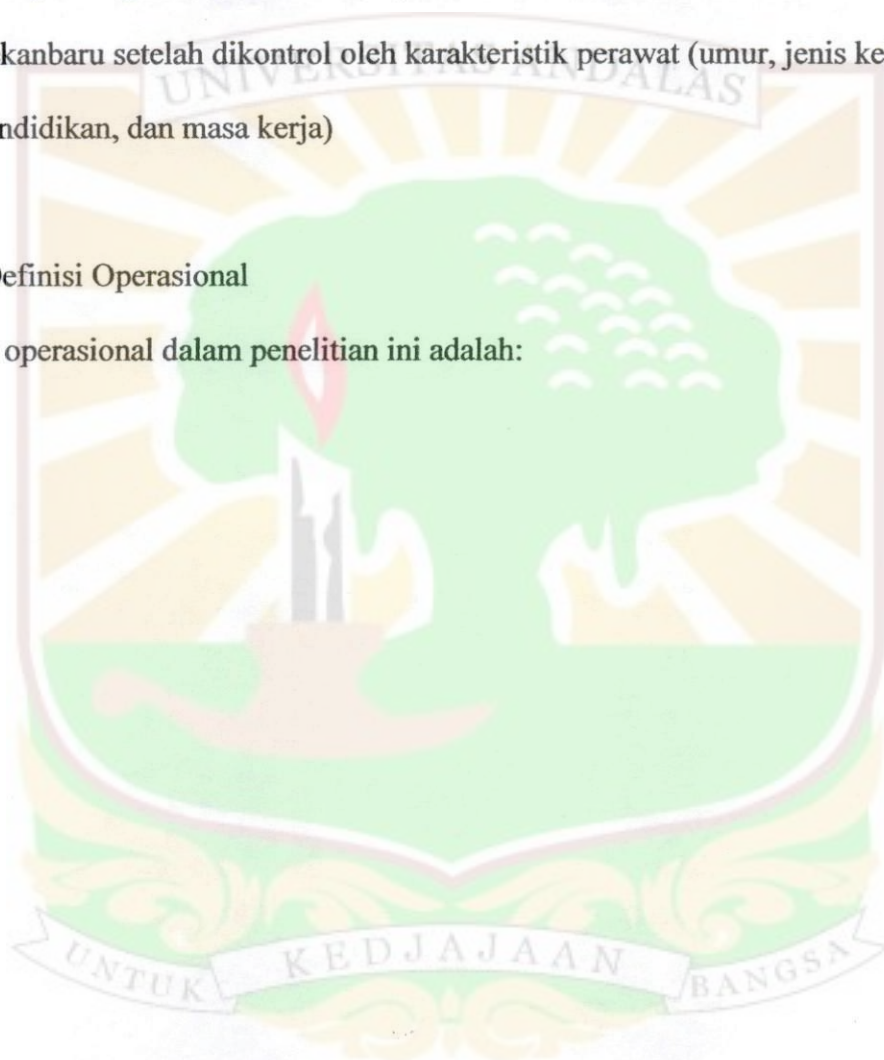 kanbaru setelah dikontrol oleh karakteristik perawat (umur, jenis ke
UNIVERSITAS ANDALAS
ndidikan, dan masa kerja)
efinisi Operasional
operasional dalam penelitian ini adalah:
UNTUK KEDJAJAAN BANGSA